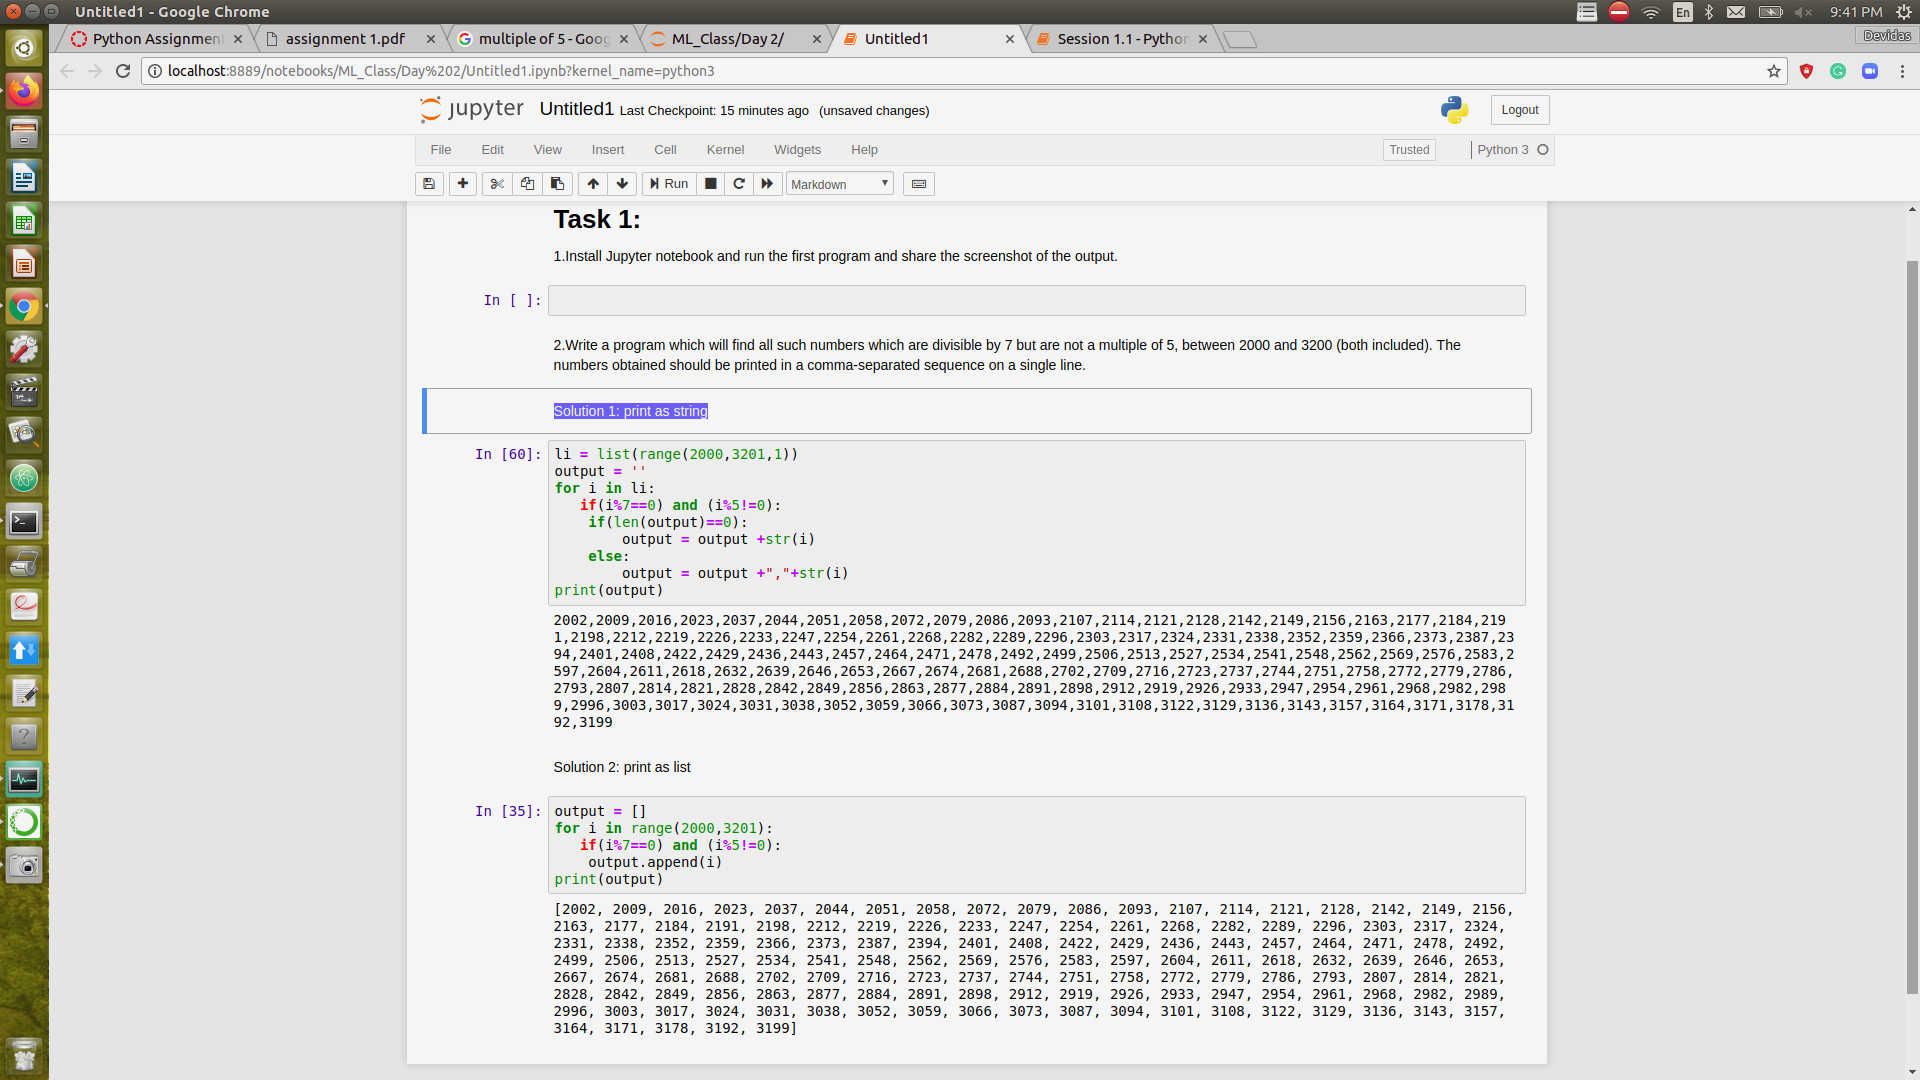 Untitled1 - Google Chrome
En
9:41 PM
Python Assignment
assignment 1.pdf
multiple of 5 - Goog
ML_Class/Day 2/
Untitled1
Session 1.1 - Python
Devidas
localhost:8889/notebooks/ML_Class/Day%202/Untitled1.ipynb?kernel_name=python3
jupyter Untitled1 Last Checkpoint: 15 minutes ago (unsaved changes)
Logout
File Edit View Insert Cell Kernel Widgets Help
Trusted
Python 3
Run
Markdown
Task 1:
1.Install Jupyter notebook and run the first program and share the screenshot of the output.
In [ ]:
2.Write a program which will find all such numbers which are divisible by 7 but are not a multiple of 5, between 2000 and 3200 (both included). The
numbers obtained should be printed in a comma-separated sequence on a single line.
Solution 1: print as string
In [60]:
li = list(range(2000,3201,1))
output = ''
for i in li:
if(i%7==0) and (i%5!=0):
if(len(output)==0):
output = output +str(i)
else:
output = output +","+str(i)
print(output)
2002,2009,2016,2023,2037,2044,2051,2058,2072,2079,2086,2093,2107,2114,2121,2128,2142,2149,2156,2163,2177,2184,219
1,2198,2212,2219,2226,2233,2247,2254,2261,2268,2282,2289,2296,2303,2317,2324,2331,2338,2352,2359,2366,2373,2387,23
94,2401,2408,2422,2429,2436,2443,2457,2464,2471,2478,2492,2499,2506,2513,2527,2534,2541,2548,2562,2569,2576,2583,2
597,2604,2611,2618,2632,2639,2646,2653,2667,2674,2681,2688,2702,2709,2716,2723,2737,2744,2751,2758,2772,2779,2786,
2793,2807,2814,2821,2828,2842,2849,2856,2863,2877,2884,2891,2898,2912,2919,2926,2933,2947,2954,2961,2968,2982,298
9,2996,3003,3017,3024,3031,3038,3052,3059,3066,3073,3087,3094,3101,3108,3122,3129,3136,3143,3157,3164,3171,3178,31
92,3199
Solution 2: print as list
In [35]:
output = []
for i in range(2000,3201):
if(i%7==0) and (i%5!=0):
output.append(i)
print(output)
[2002, 2009, 2016, 2023, 2037, 2044, 2051, 2058, 2072, 2079, 2086, 2093, 2107, 2114, 2121, 2128, 2142, 2149, 2156,
2163, 2177, 2184, 2191, 2198, 2212, 2219, 2226, 2233, 2247, 2254, 2261, 2268, 2282, 2289, 2296, 2303, 2317, 2324,
2331, 2338, 2352, 2359, 2366, 2373, 2387, 2394, 2401, 2408, 2422, 2429, 2436, 2443, 2457, 2464, 2471, 2478, 2492,
2499, 2506, 2513, 2527, 2534, 2541, 2548, 2562, 2569, 2576, 2583, 2597, 2604, 2611, 2618, 2632, 2639, 2646, 2653,
2667, 2674, 2681, 2688, 2702, 2709, 2716, 2723, 2737, 2744, 2751, 2758, 2772, 2779, 2786, 2793, 2807, 2814, 2821,
2828, 2842, 2849, 2856, 2863, 2877, 2884, 2891, 2898, 2912, 2919, 2926, 2933, 2947, 2954, 2961, 2968, 2982, 2989,
2996, 3003, 3017, 3024, 3031, 3038, 3052, 3059, 3066, 3073, 3087, 3094, 3101, 3108, 3122, 3129, 3136, 3143, 3157,
3164, 3171, 3178, 3192, 3199]